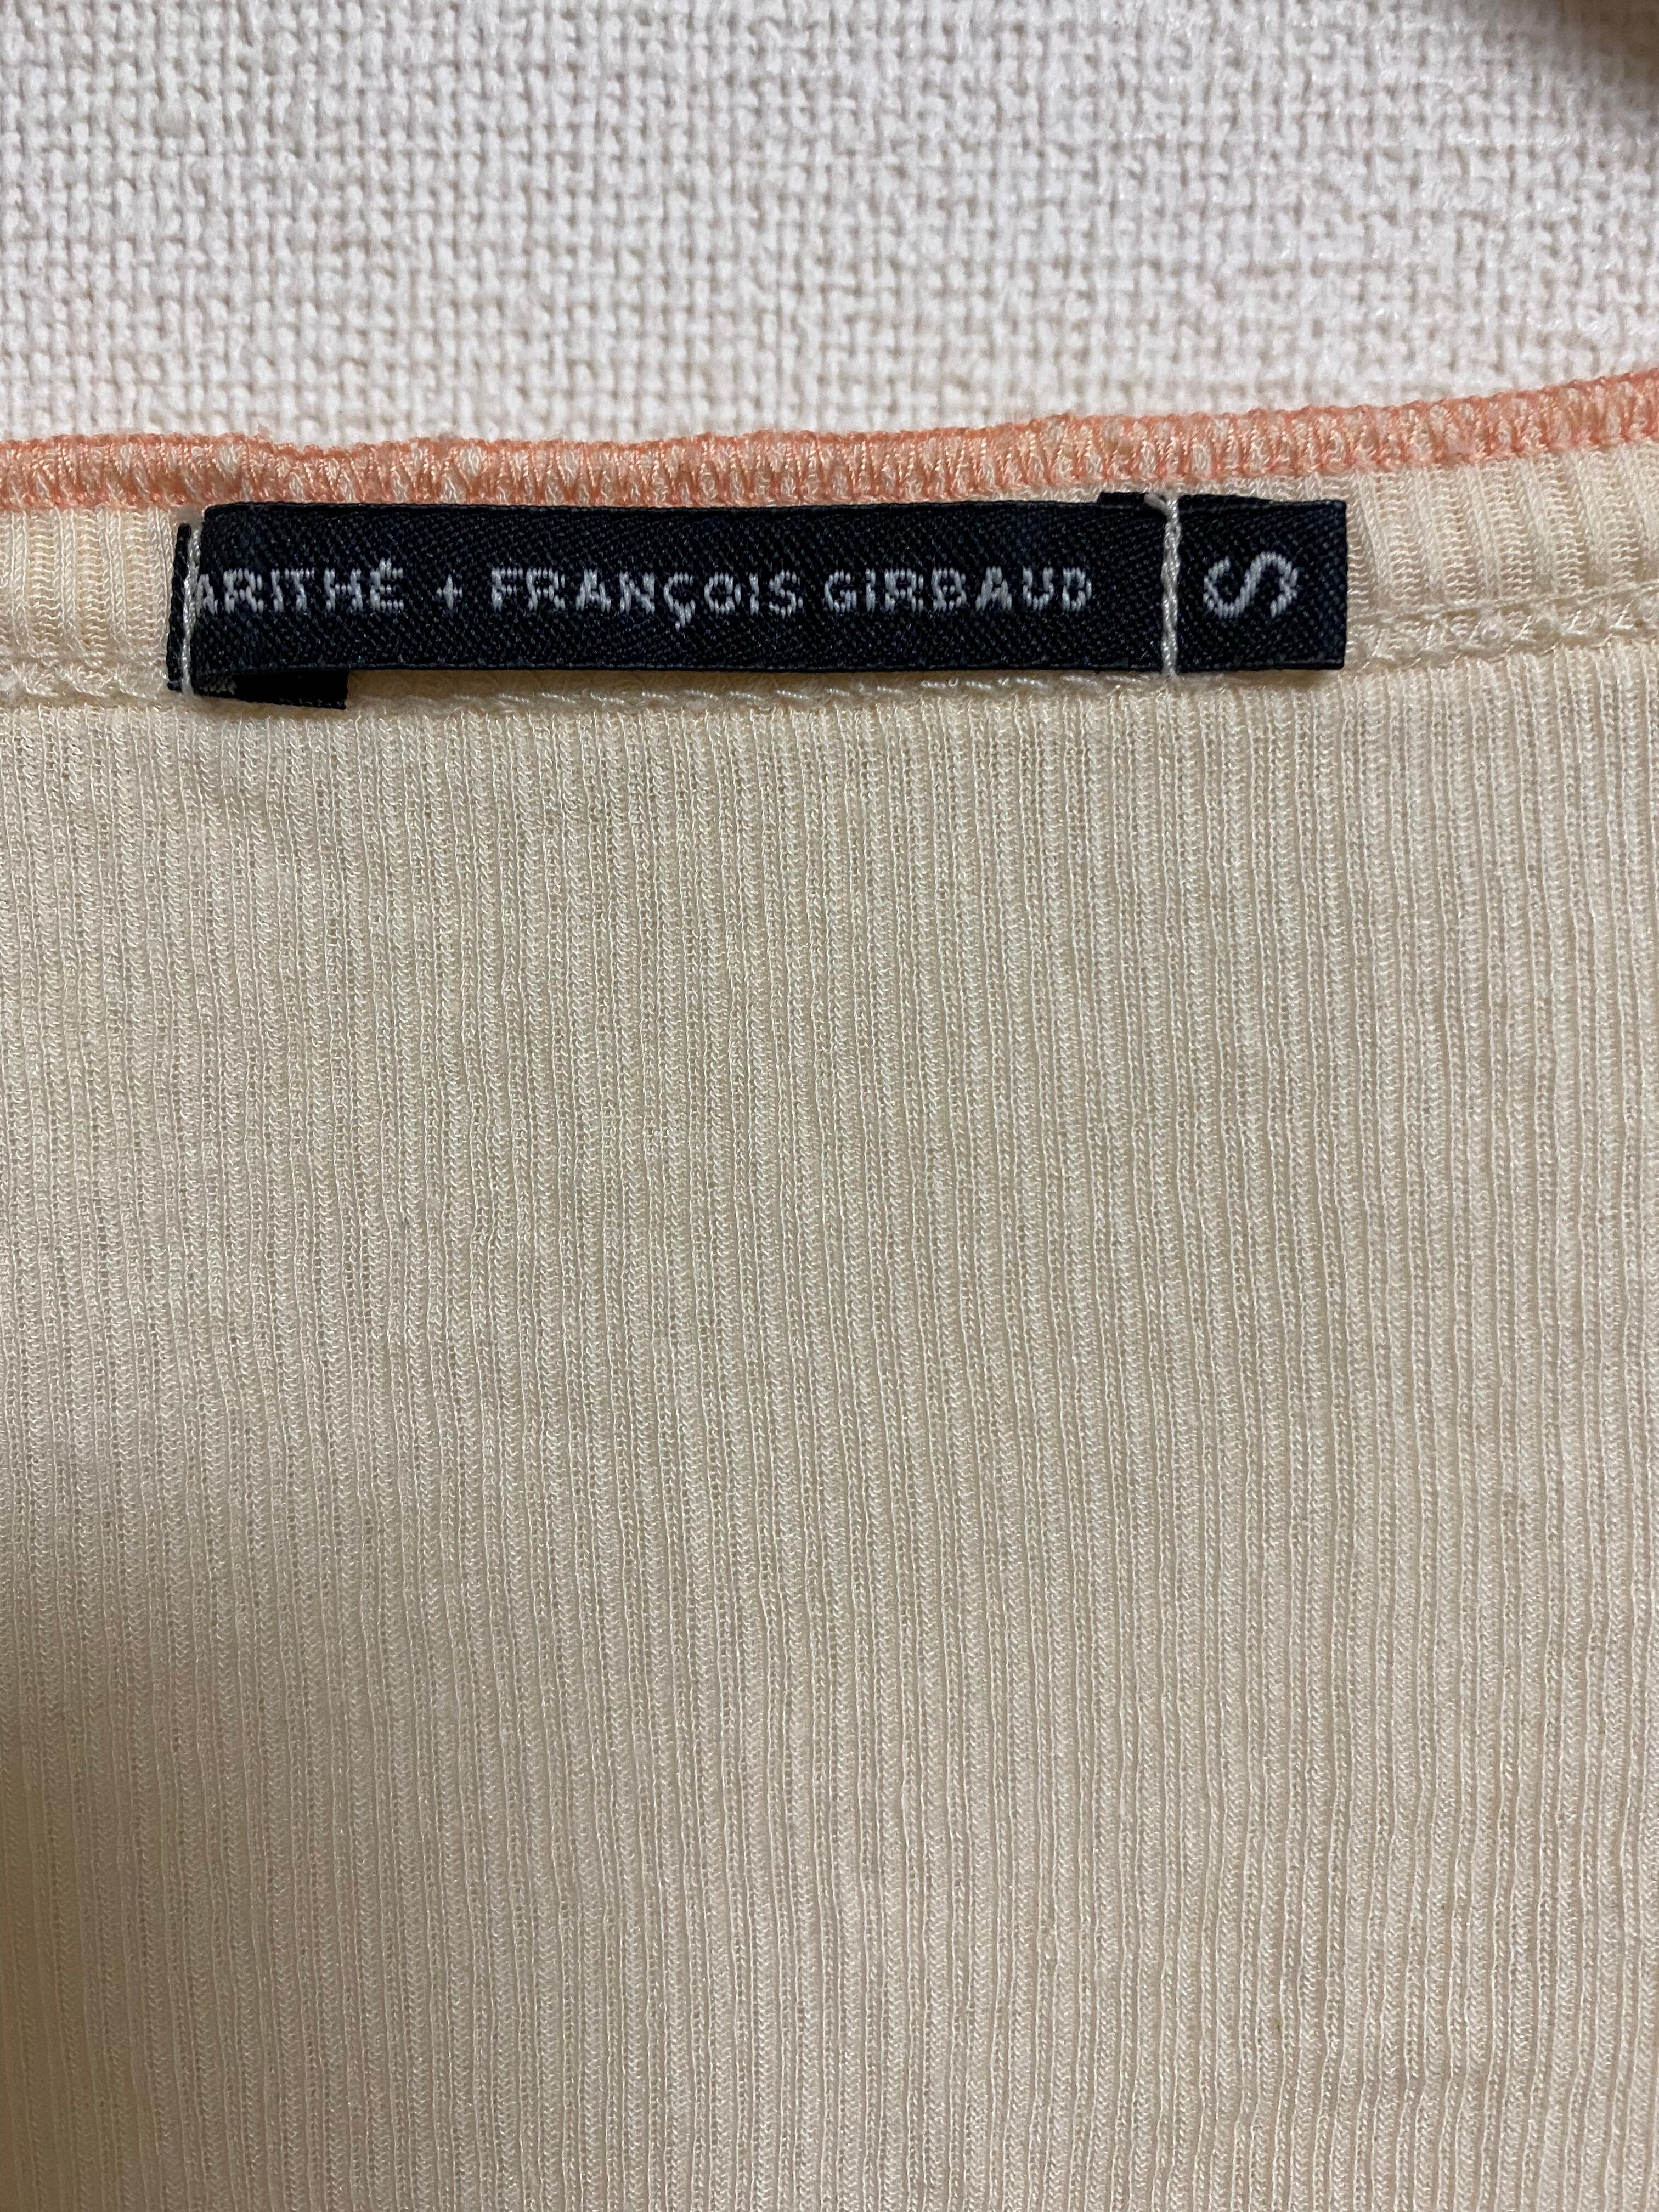 ARITHÉ + FRANÇOIS GIRBAUD
S